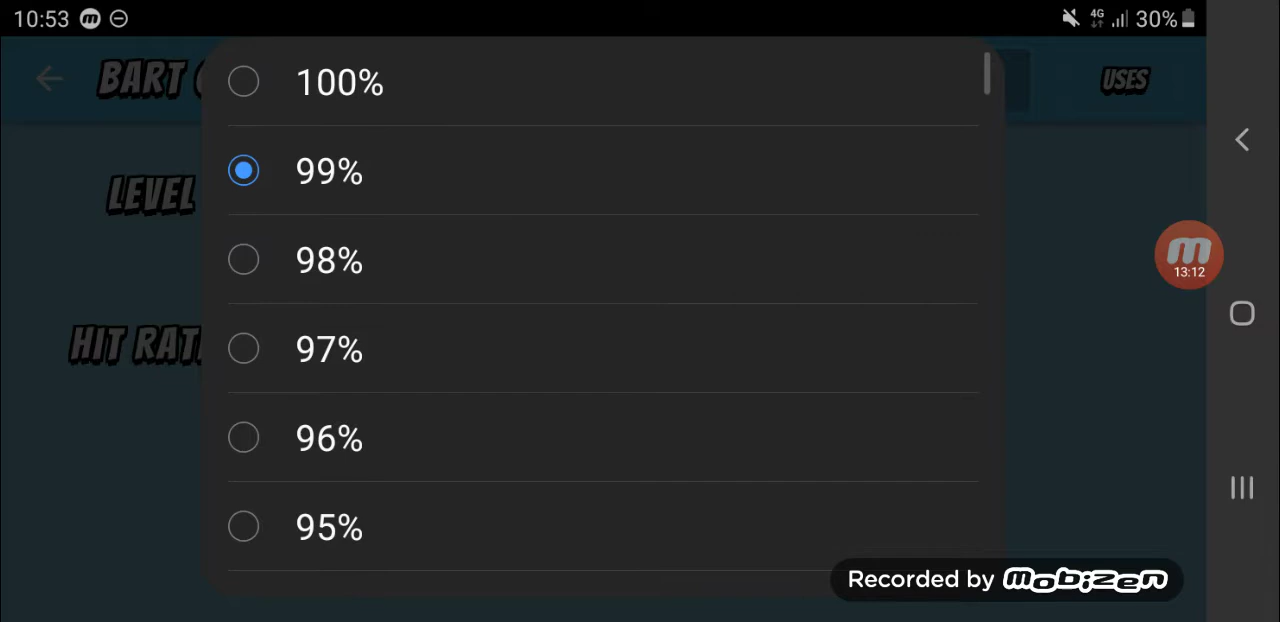 10:53 4G 30%
BART
USES
LEVEL
HIT RAT
100%
99%
98%
97%
96%
95%
m
13:12
Recorded by mobizen